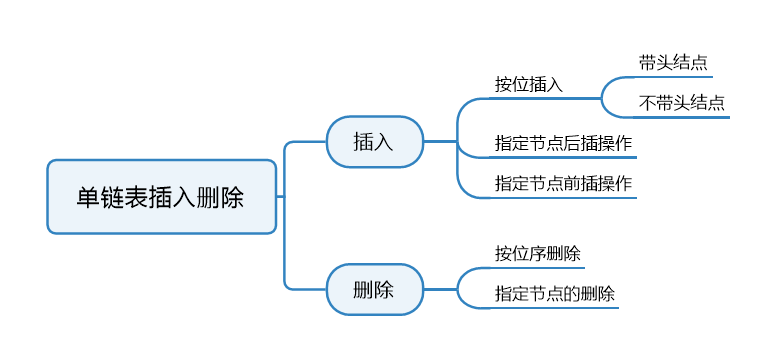 单链表插入删除
插入
按位插入
带头结点
不带头结点
指定节点后插操作
指定节点前插操作
删除
按位序删除
指定节点的删除